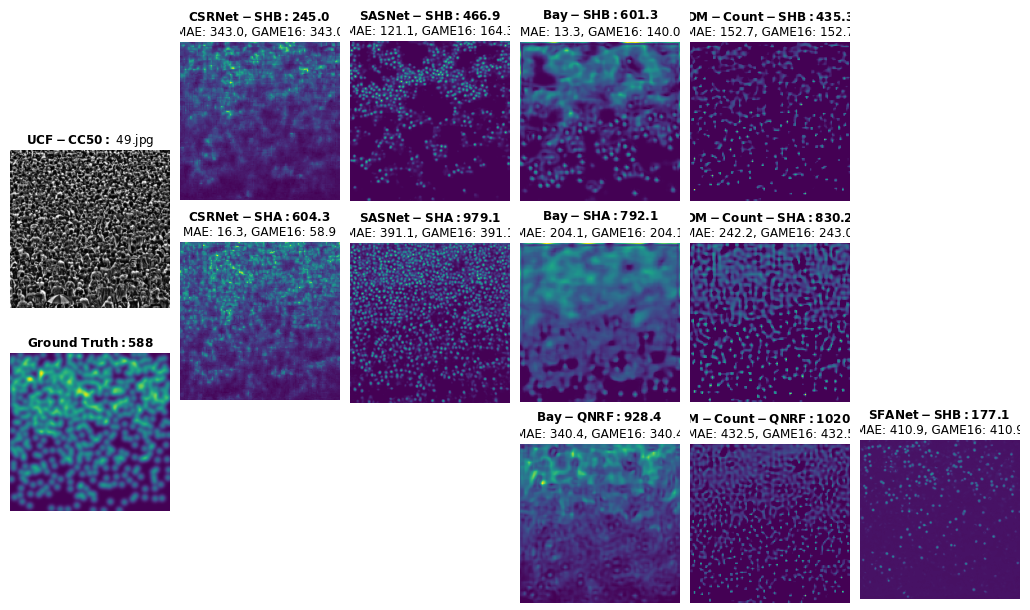 CSRNet−SHB: 245.0
MAE: 343.0, GAME16: 343.0
SASNet−SHB: 466.9
MAE: 121.1, GAME16: 164.3
Bay−SHB: 601.3
MAE: 13.3, GAME16: 140.0
DM−Count−SHB: 435.3
MAE: 152.7, GAME16: 152.7
UCF−CC50: 49.jpg
CSRNet−SHA: 604.3
MAE: 16.3, GAME16: 58.9
SASNet−SHA: 979.1
MAE: 391.1, GAME16: 391.1
Bay−SHA: 792.1
MAE: 204.1, GAME16: 204.1
DM−Count−SHA: 830.2
MAE: 242.2, GAME16: 243.0
Ground Truth: 588
Bay−QNRF: 928.4
MAE: 340.4, GAME16: 340.4
M−Count−QNRF: 1020
MAE: 432.5, GAME16: 432.5
SFANet−SHB: 177.1
MAE: 410.9, GAME16: 410.9